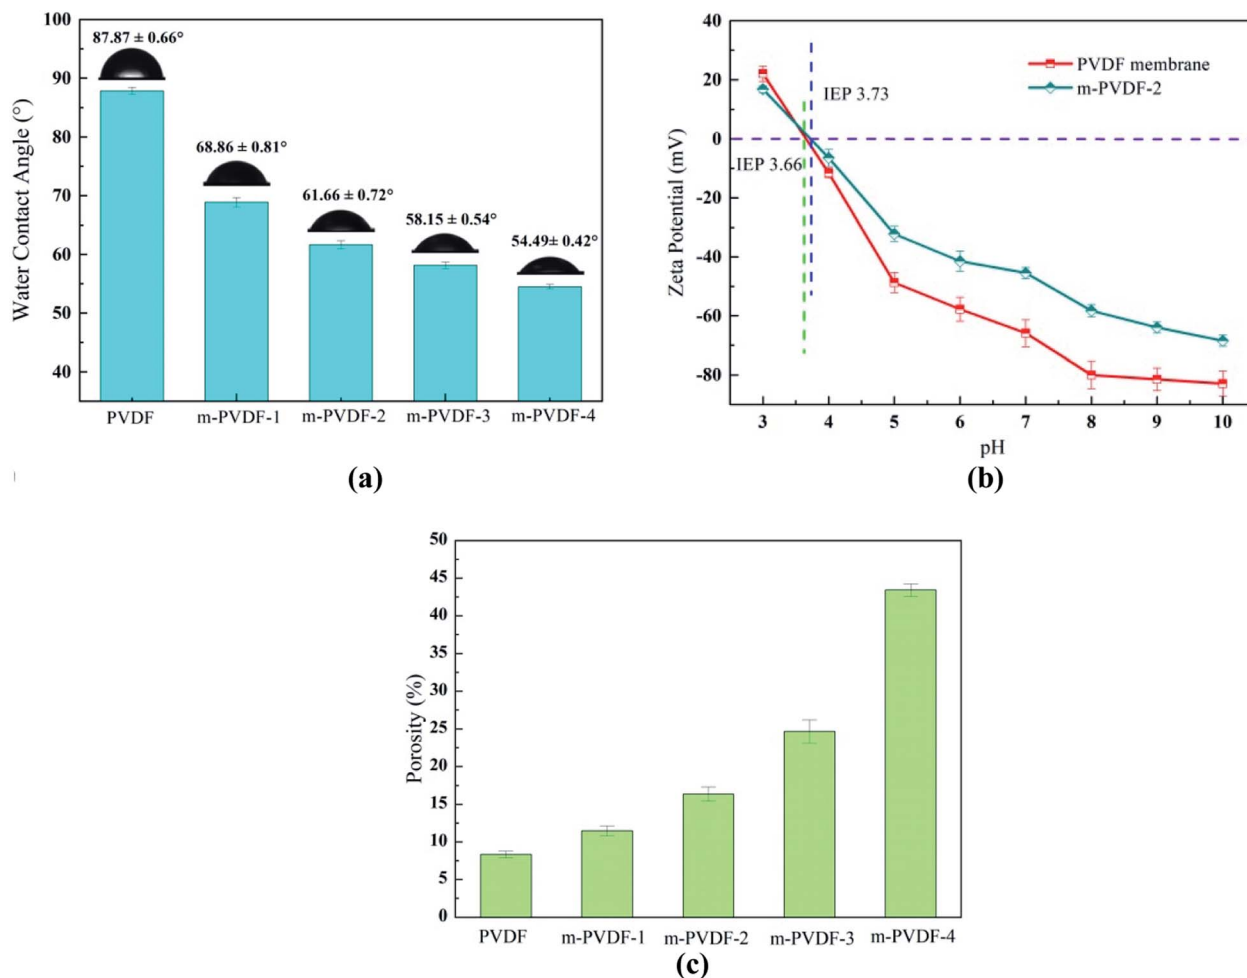 100
90
80
70
60
50
40
Water Contact Angle (°)
87.87 ± 0.66°
68.86 ± 0.81°
61.66 ± 0.72°
58.15 ± 0.54°
54.49± 0.42°
PVDF m-PVDF-1 m-PVDF-2 m-PVDF-3 m-PVDF-4
(a)
40
20
0
-20
-40
-60
-80
Zeta Potential (mV)
PVDF membrane
m-PVDF-2
IEP 3.73
IEP 3.66
3 4 5 6 7 8 9 10
pH
(b)
50
45
40
35
30
25
20
15
10
5
0
Porosity (%)
PVDF m-PVDF-1 m-PVDF-2 m-PVDF-3 m-PVDF-4
(c)